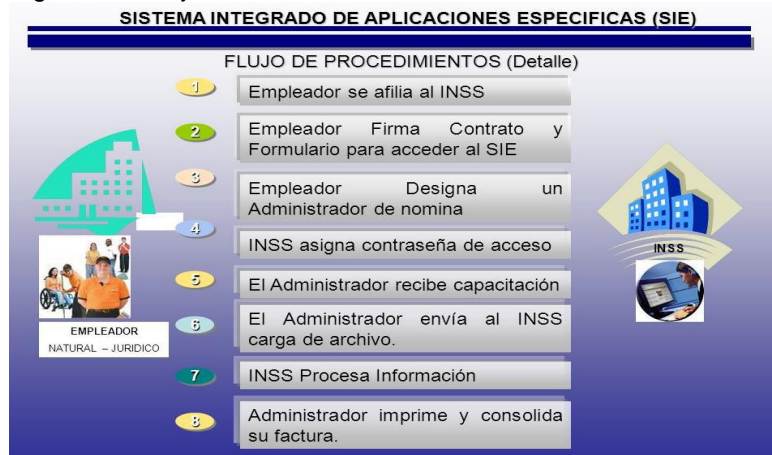 SISTEMA INTEGRADO DE APLICACIONES ESPECIFICAS (SIE)
FLUJO DE PROCEDIMIENTOS (Detalle)
1 Empleador se afilia al INSS
2 Empleador Firma Contrato y
Formulario para acceder al SIE
3 Empleador Designa un
Administrador de nomina
4 INSS asigna contraseña de acceso
5 El Administrador recibe capacitación
6 El Administrador envía al INSS
carga de archivo.
7 INSS Procesa Información
8 Administrador imprime y consolida
su factura.
EMPLEADOR
NATURAL – JURIDICO
INSS